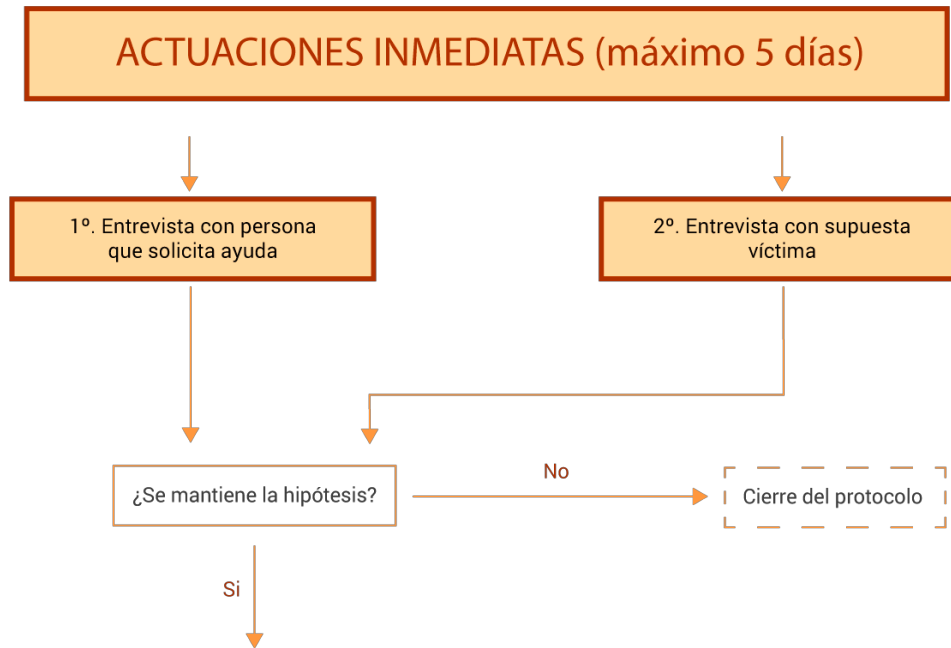 ACTUACIONES INMEDIATAS (máximo 5 días)
1º. Entrevista con persona
que solicita ayuda
2º. Entrevista con supuesta
víctima
¿Se mantiene la hipótesis?
No
Cierre del protocolo
Si